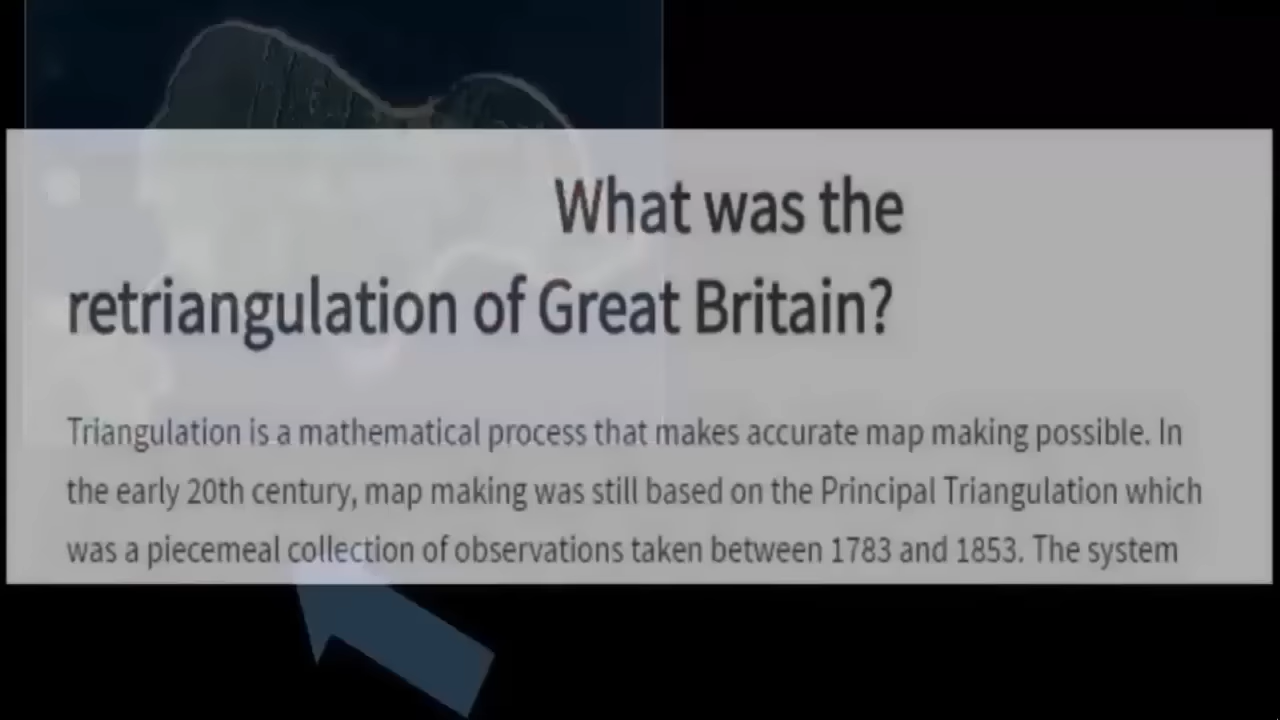 What was the
retriangulation of Great Britain?
Triangulation is a mathematical process that makes accurate map making possible. In
the early 20th century, map making was still based on the Principal Triangulation which
was a piecemeal collection of observations taken between 1783 and 1853. The system